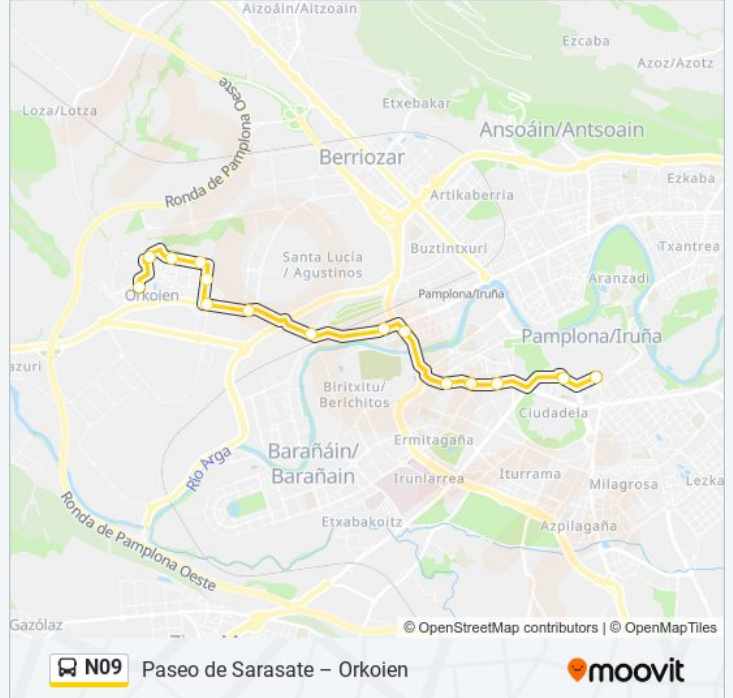 Aizoáin/Aitzoain
Ezcaba
Azoz/Azotz
Loza/Lotza
Etxebakar
Ansoáin/Antsoain
Ronda de Pamplona Oeste
Berriozar
Ezkaba
Artikaberria
Santa Lucía
/ Agustinos
Buztintxuri
Txantrea
Aranzadi
Orkoien
Pamplona/Iruña
Pamplona/Iruña
azuri
Biritxitu/
Berichitos
Ciudadela
Ermitagaña
Barañáin/
Barañain
Río Arga
Irunlarrea
Iturrama
Milagrosa
Lezka
Etxabakoitz
Azpilagaña
Ronda de Pamplona Oeste
Gazólaz
© OpenStreetMap contributors | © OpenMapTiles
N09 Paseo de Sarasate – Orkoien
moovit